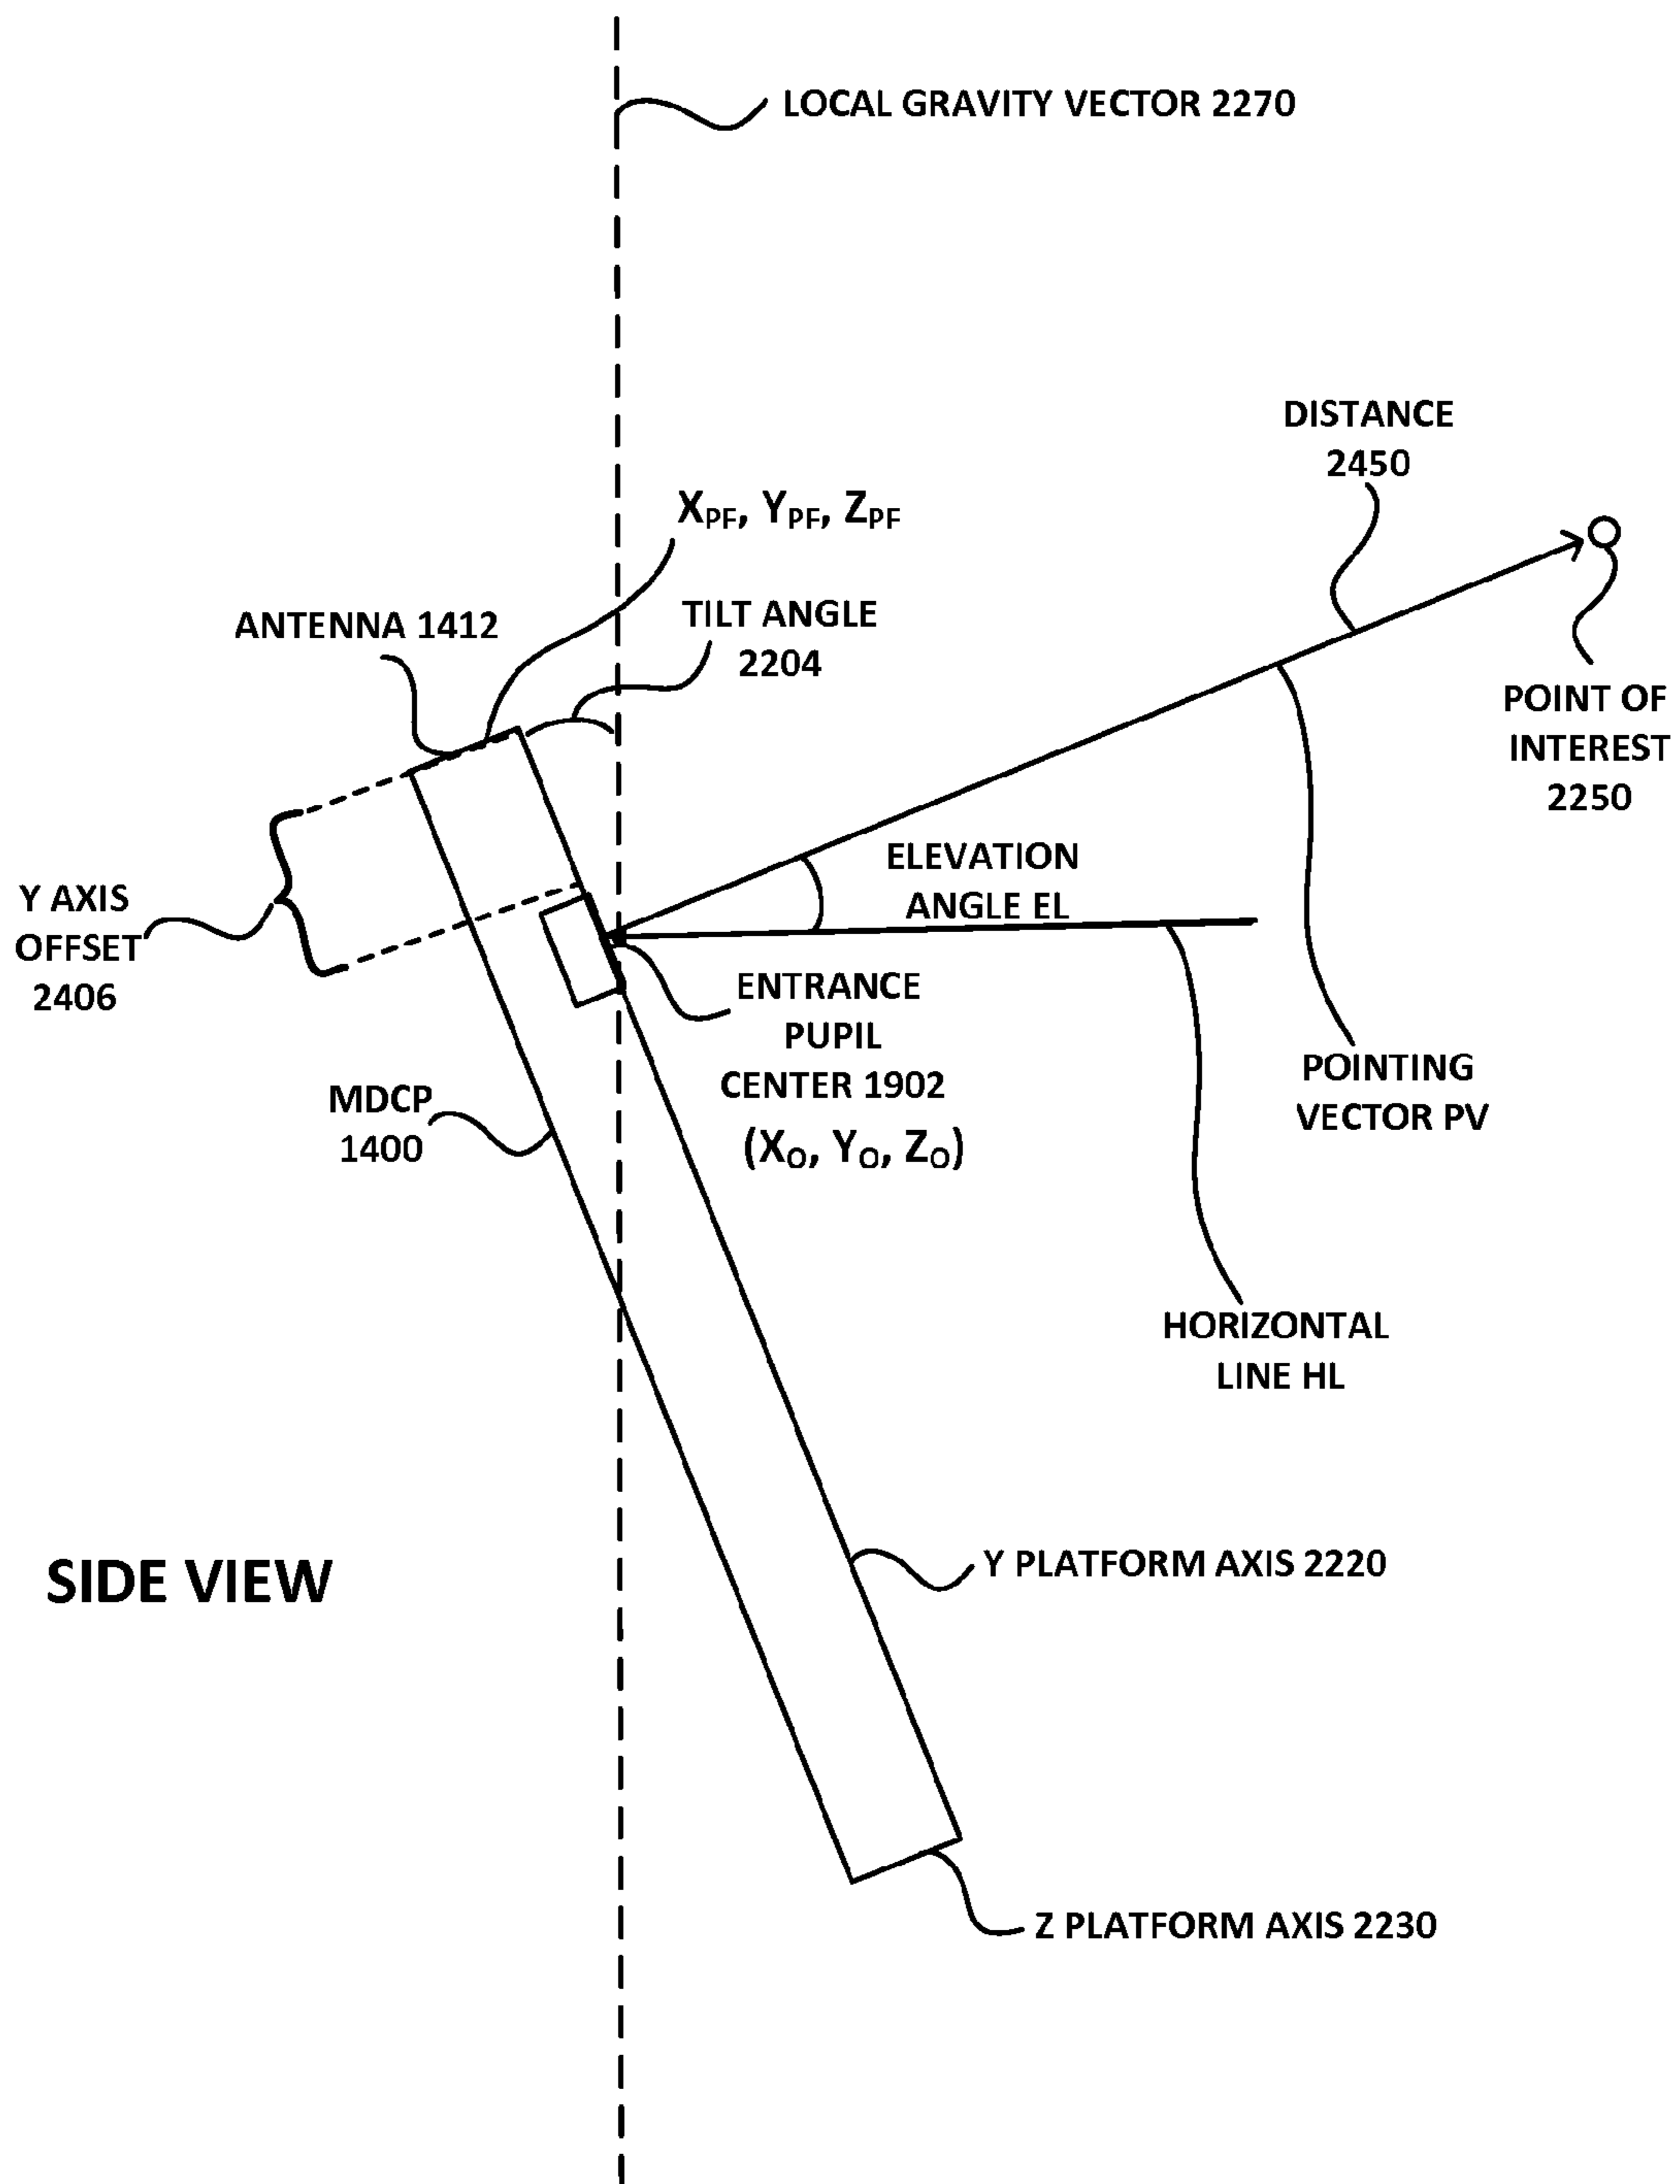 LOCAL GRAVITY VECTOR 2270
DISTANCE
2450
XPF, YPF, ZPF
ANTENNA 1412
TILT ANGLE
2204
POINT OF
INTEREST
2250
ELEVATION
ANGLE EL
Y AXIS
OFFSET
2406
ENTRANCE
PUPIL
CENTER 1902
(XO, YO, ZO)
MDCP
1400
POINTING
VECTOR PV
HORIZONTAL
LINE HL
SIDE VIEW
Y PLATFORM AXIS 2220
Z PLATFORM AXIS 2230